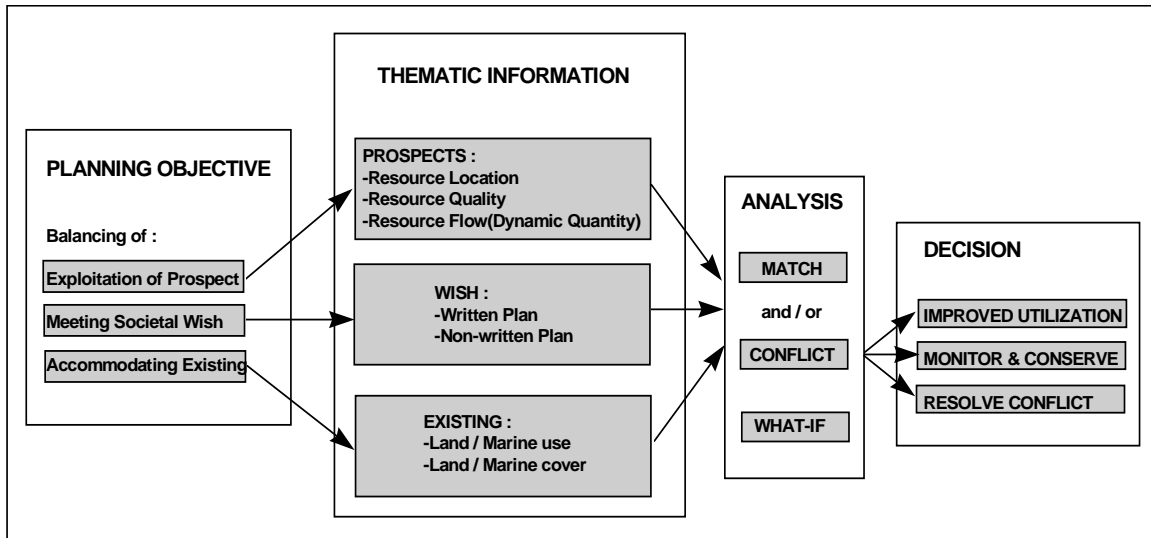 PLANNING OBJECTIVE
Balancing of :
Exploitation of Prospect
Meeting Societal Wish
Accommodating Existing
THEMATIC INFORMATION
PROSPECTS :
-Resource Location
-Resource Quality
-Resource Flow(Dynamic Quantity)
WISH :
-Written Plan
-Non-written Plan
EXISTING :
-Land / Marine use
-Land / Marine cover
ANALYSIS
MATCH
and / or
CONFLICT
WHAT-IF
DECISION
IMPROVED UTILIZATION
MONITOR & CONSERVE
RESOLVE CONFLICT